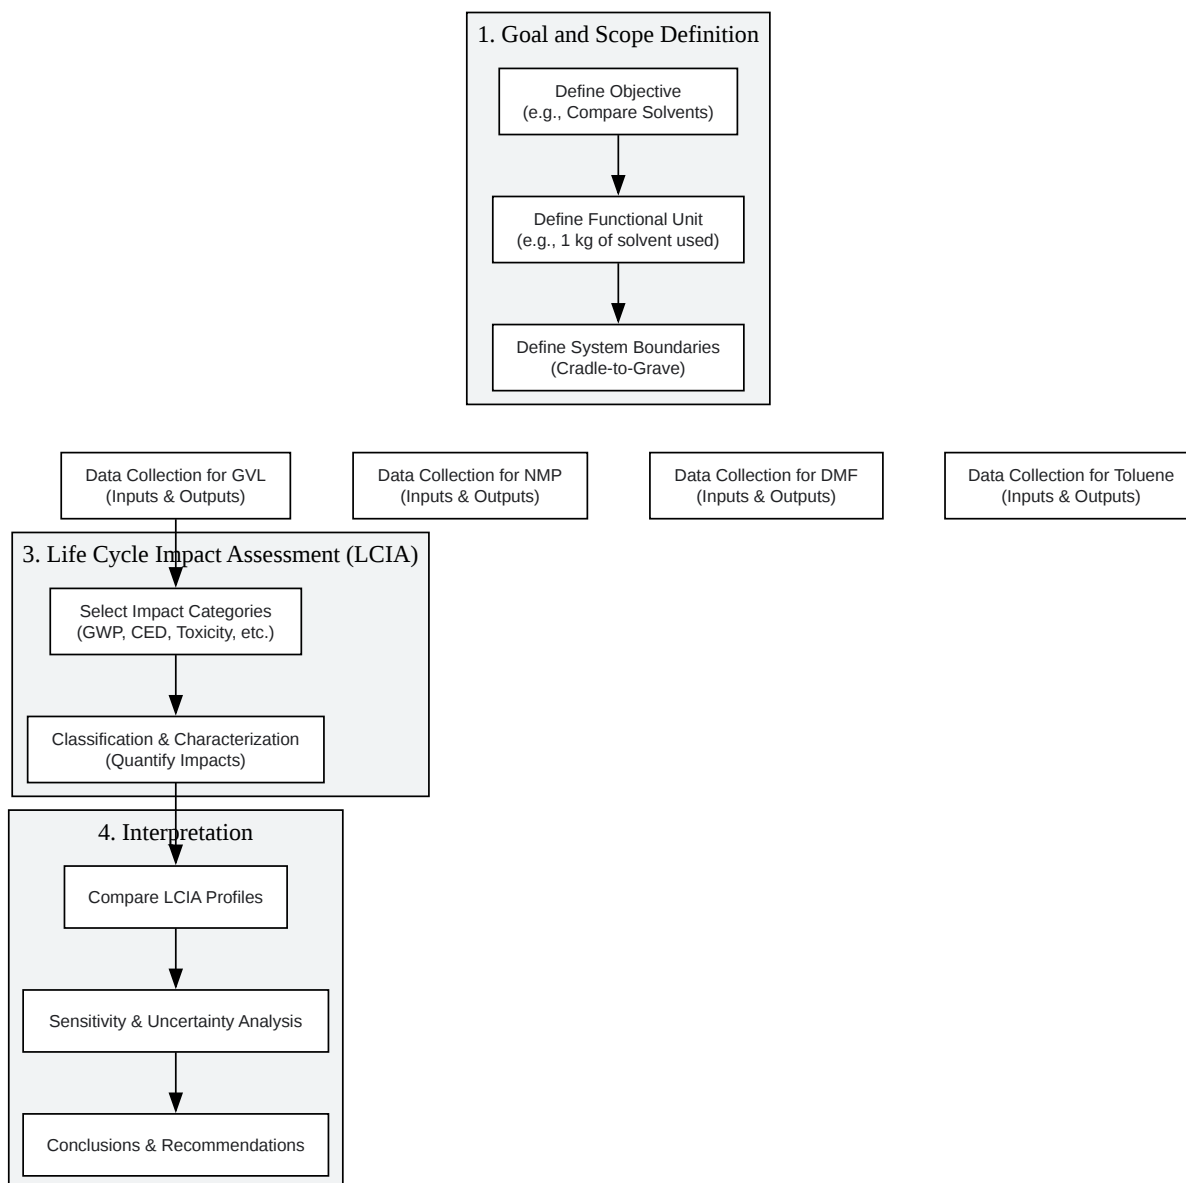 1. Goal and Scope Definition
Define Objective
(e.g., Compare Solvents)
Define Functional Unit
(e.g., 1 kg of solvent used)
Define System Boundaries
(Cradle-to-Grave)
Data Collection for GVL
(Inputs & Outputs)
Data Collection for NMP
(Inputs & Outputs)
Data Collection for DMF
(Inputs & Outputs)
Data Collection for Toluene
(Inputs & Outputs)
3. Life Cycle Impact Assessment (LCIA)
Select Impact Categories
(GWP, CED, Toxicity, etc.)
Classification & Characterization
(Quantify Impacts)
4. Interpretation
Compare LCIA Profiles
Sensitivity & Uncertainty Analysis
Conclusions & Recommendations